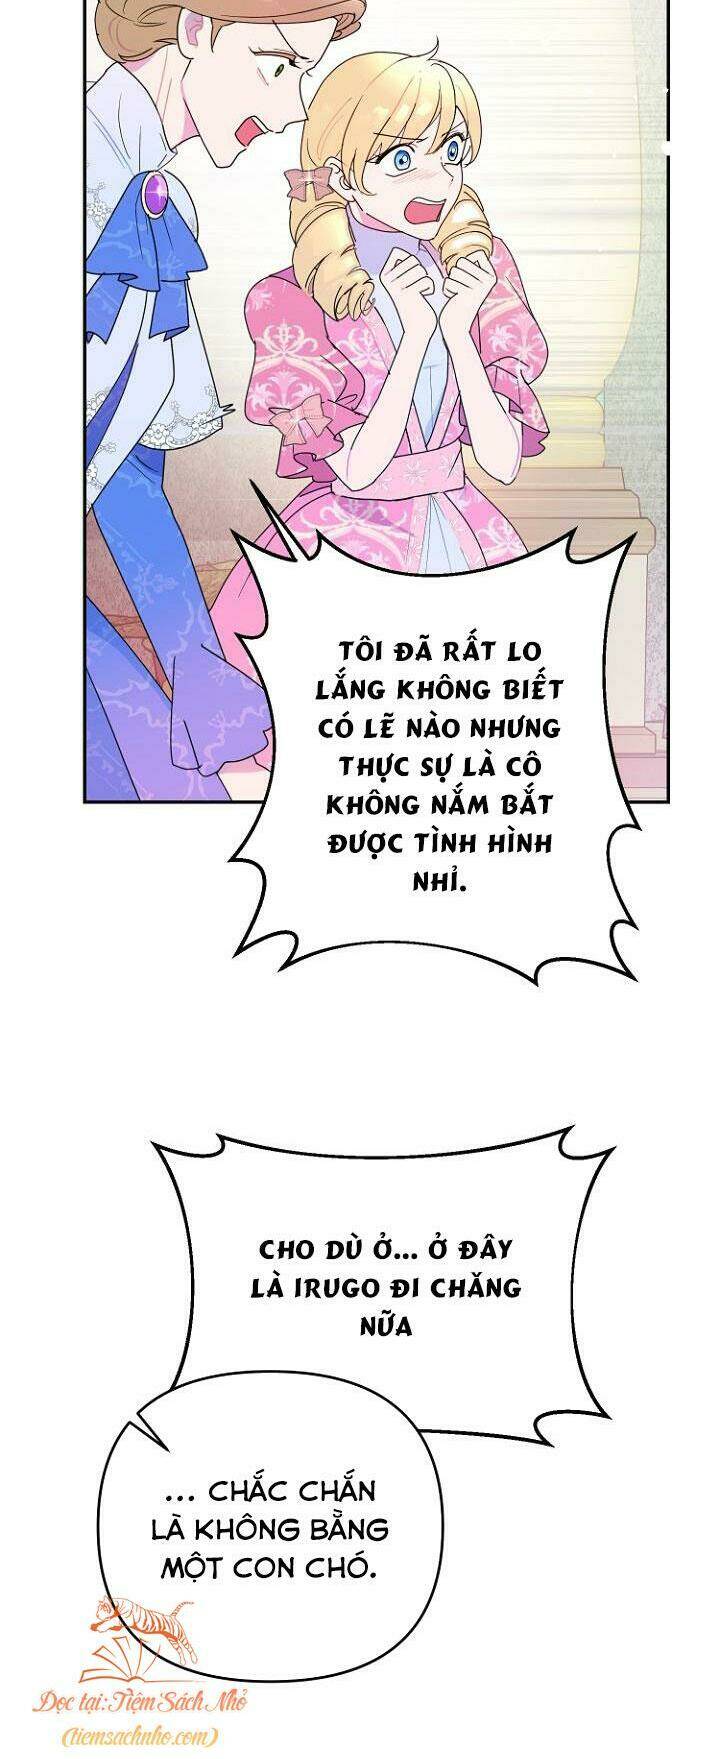 TÔI ĐÃ RẤT LO
LẮNG KHÔNG BIẾT
CÓ LẼ NÀO NHƯNG
THỰC SỰ LÀ CÔ
KHÔNG NẮM BẮT
ĐƯỢC TÌNH HÌNH
NHỈ.
CHO DÙ Ở... Ở ĐÂY
LÀ IRUGO ĐI CHĂNG
NỮA
... CHẮC CHẮN
LÀ KHÔNG BẰNG
MỘT CON CHÓ.
Đọc tại: Tiệm Sách Nhỏ
(tiemsachnho.com)